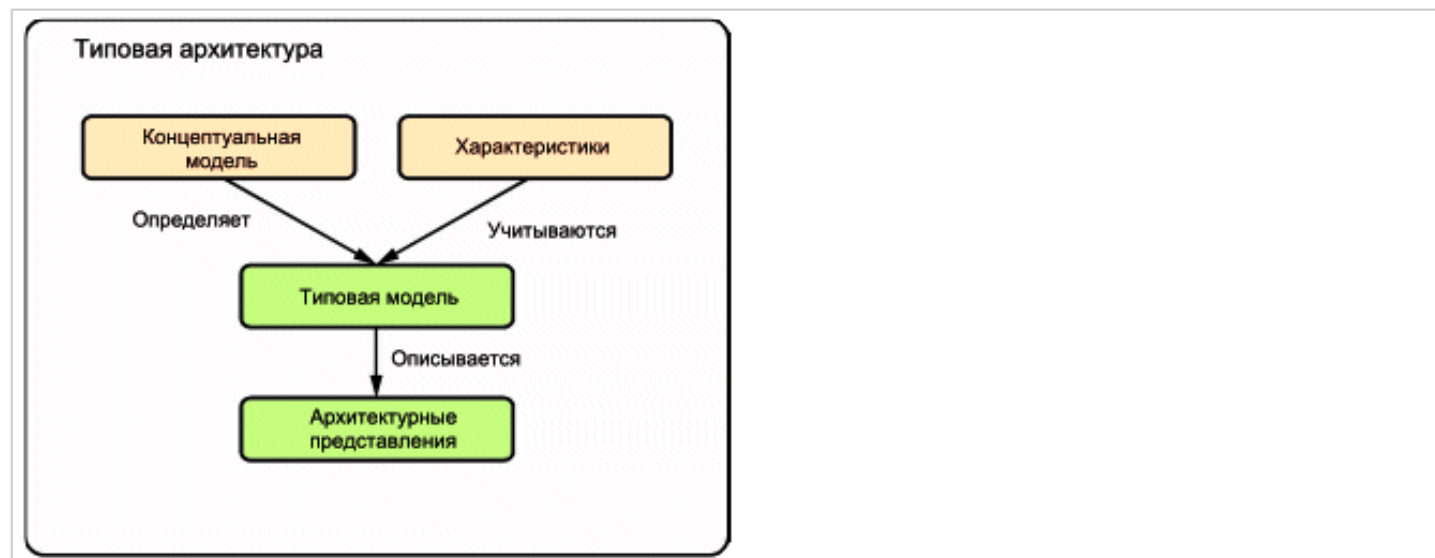 Типовая архитектура
Концептуальная
модель
Характеристики
Определяет
Учитываются
Типовая модель
Описывается
Архитектурные
представления